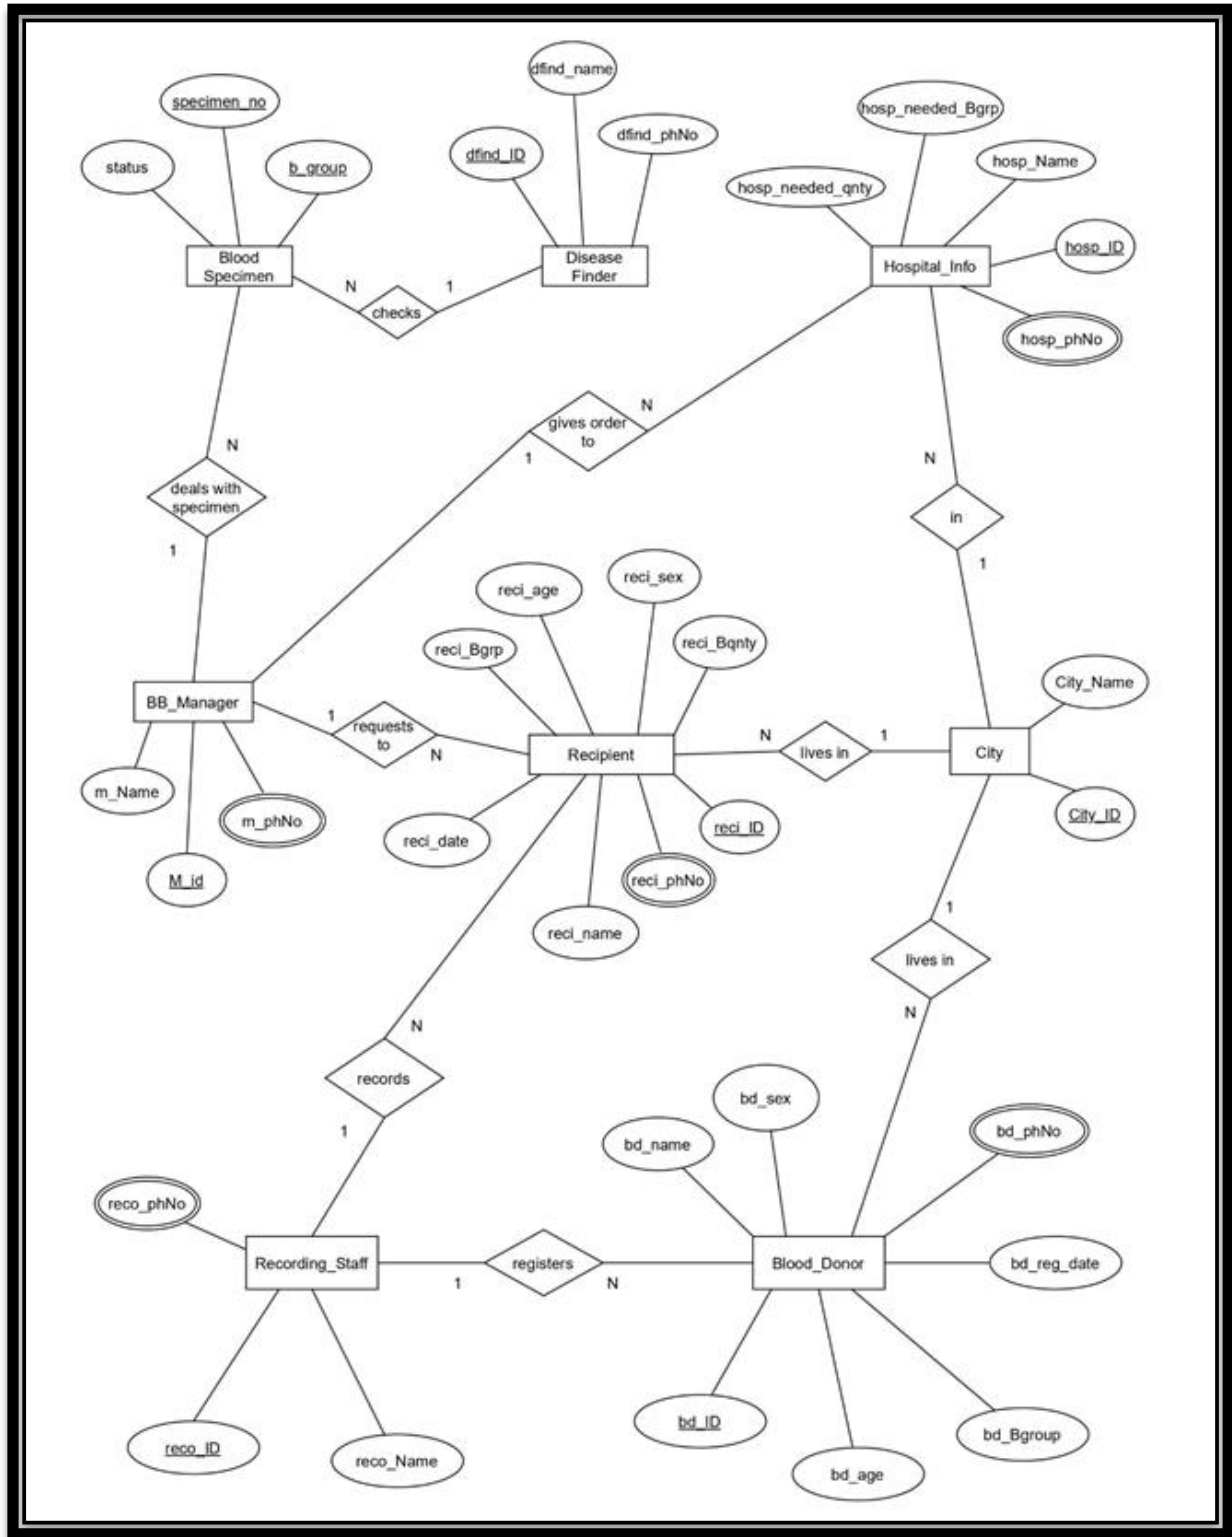 dfind_name
specimen_no
hosp_needed_Bgrp
dfind_phNo
status
b_group
dfind_ID
hosp_needed_qnty
hosp_Name
Blood
Specimen
Disease
Finder
Hospital_Info
hosp_ID
N
1
checks
hosp_phNo
gives order
to
N
1
N
deals with
specimen
1
N
in
1
reci_age
reci_sex
reci_Bgrp
reci_Bqnty
City_Name
BB_Manager
1
requests
to
N
Recipient
N
lives in
1
City
m_Name
m_phNo
M_id
reci_date
reci_name
reci_phNo
reci_ID
City_ID
1
lives in
N
N
records
1
bd_sex
bd_name
bd_phNo
reco_phNo
Recording_Staff
1
registers
N
Blood_Donor
bd_reg_date
reco_ID
reco_Name
bd_ID
bd_age
bd_Bgroup